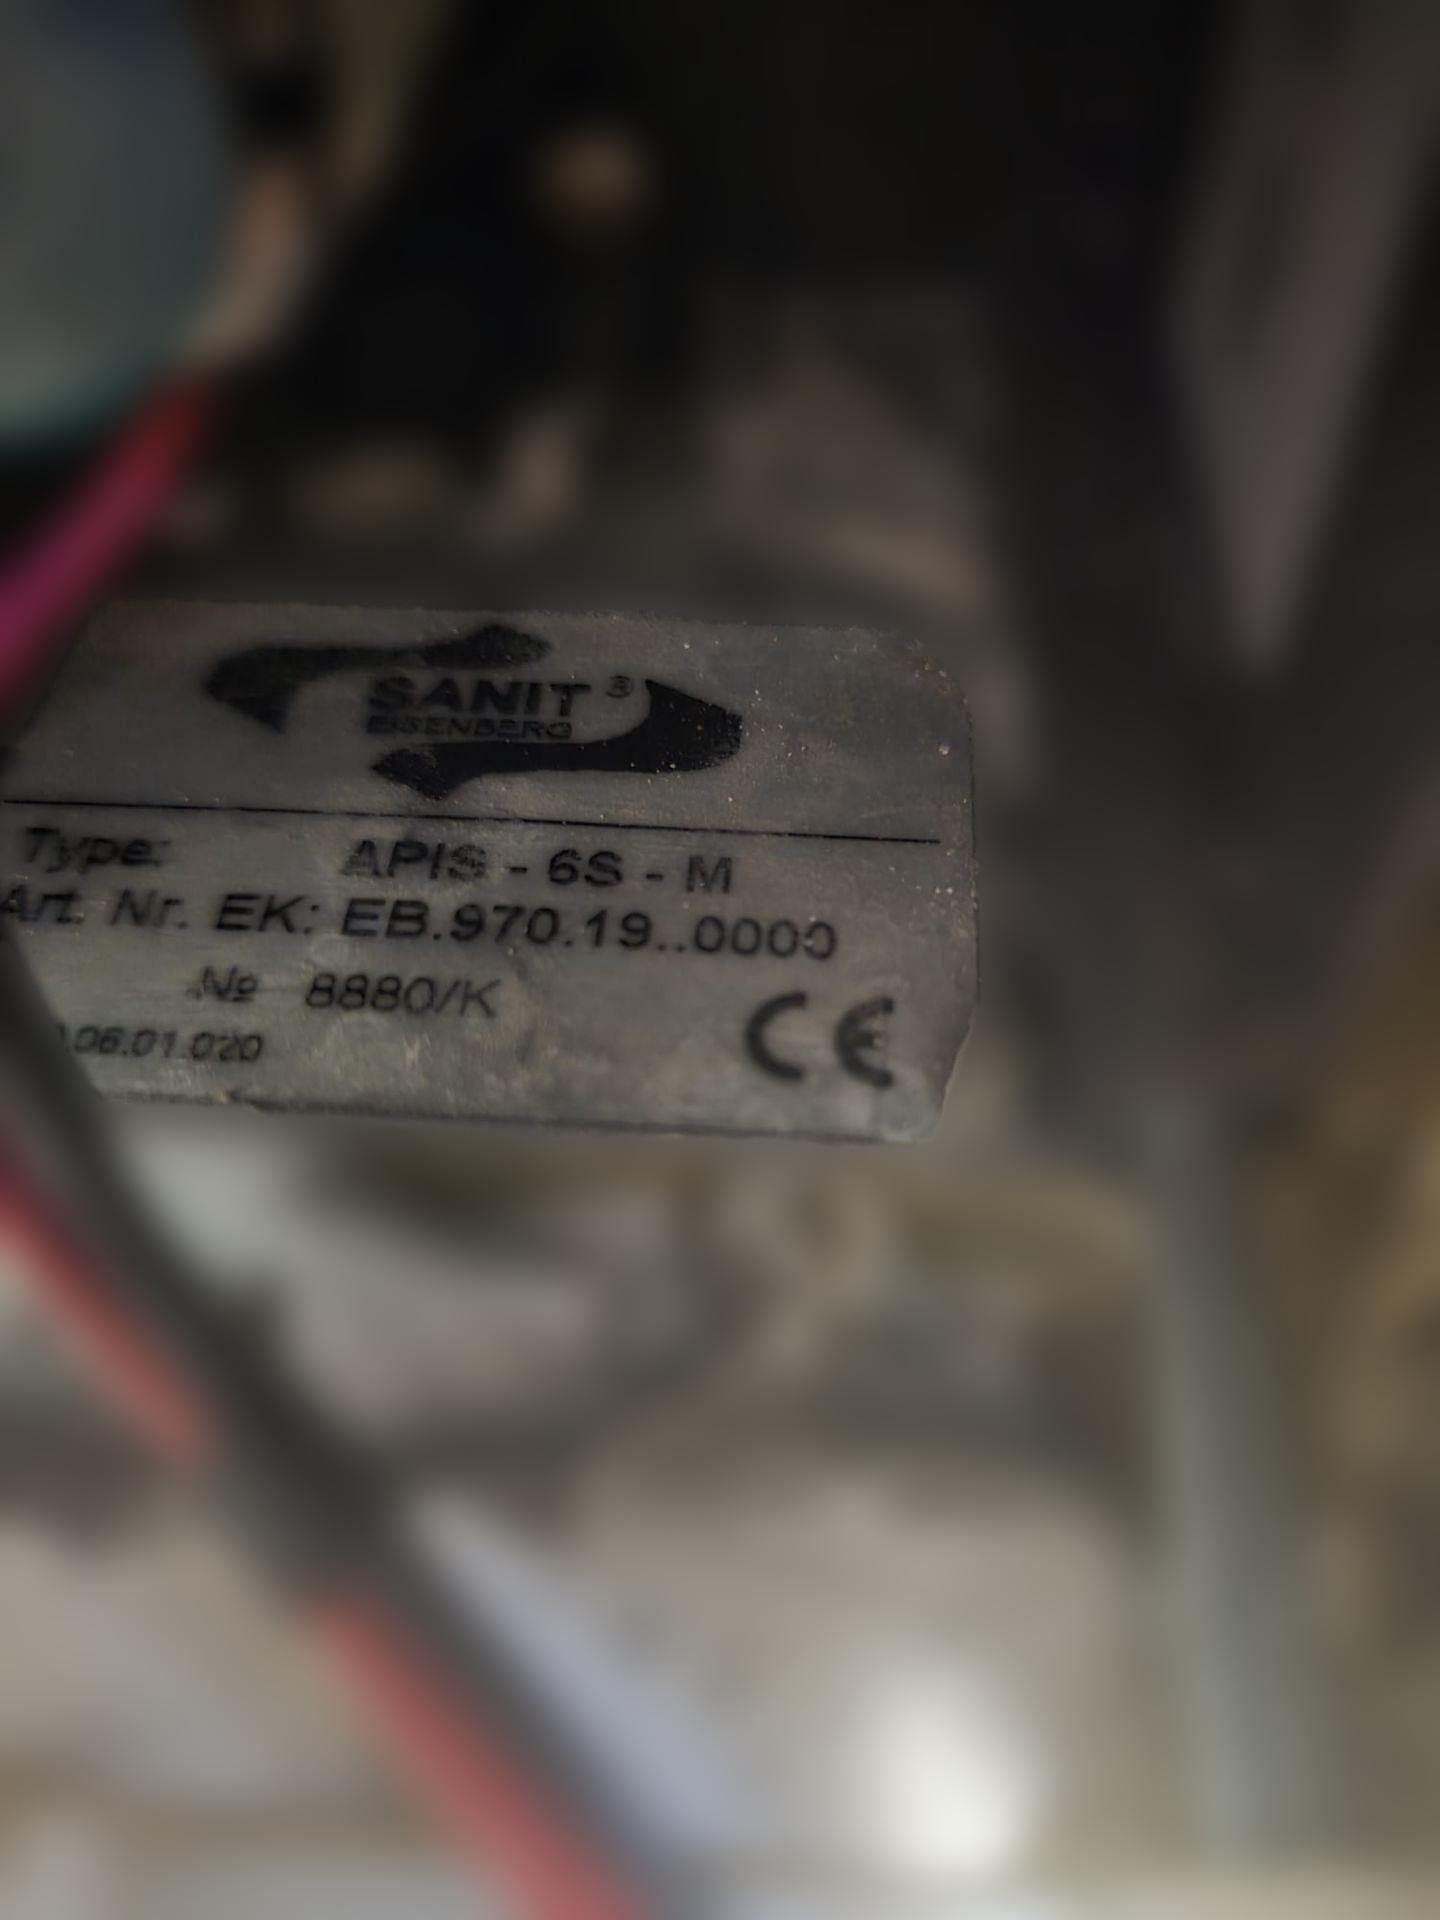 SANIT ®
EISENBERG
Type: APIS - 6S - M
Art. Nr. EK: EB.970.19..0000
№ 8880/K
.06.01.020
CE